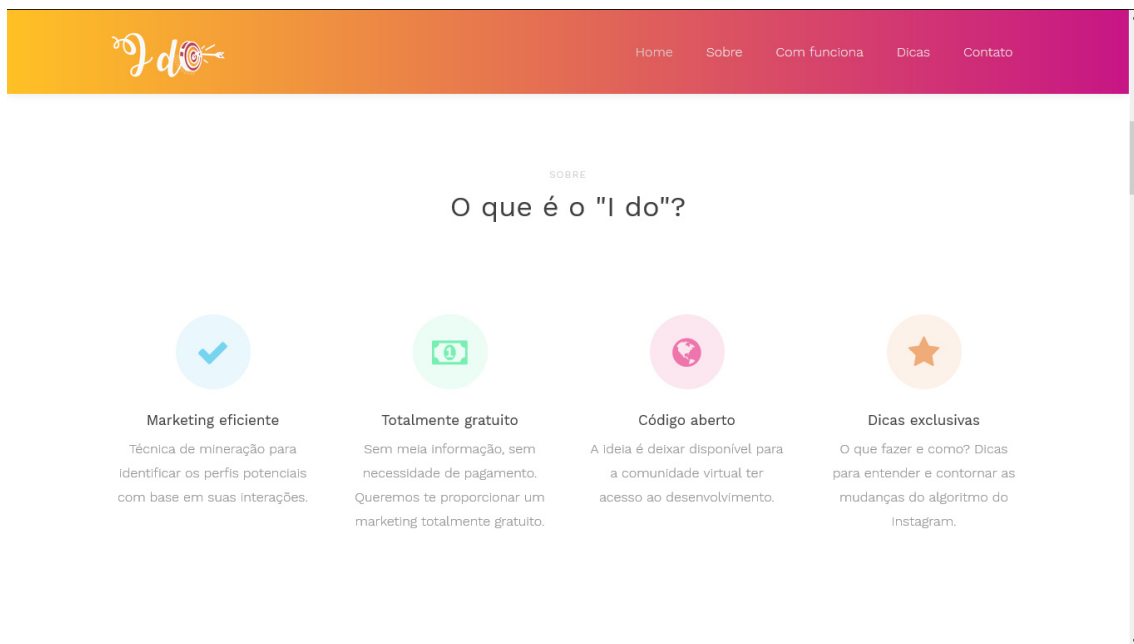 I do
Home Sobre Com funciona Dicas Contato
SOBRE
O que é o "I do"?
1
Marketing eficiente
Técnica de mineração para
identificar os perfis potenciais
com base em suas interações.
Totalmente gratuito
Sem meia informação, sem
necessidade de pagamento.
Queremos te proporcionar um
marketing totalmente gratuito.
Código aberto
A ideia é deixar disponível para
a comunidade virtual ter
acesso ao desenvolvimento.
Dicas exclusivas
O que fazer e como? Dicas
para entender e contornar as
mudanças do algoritmo do
Instagram.